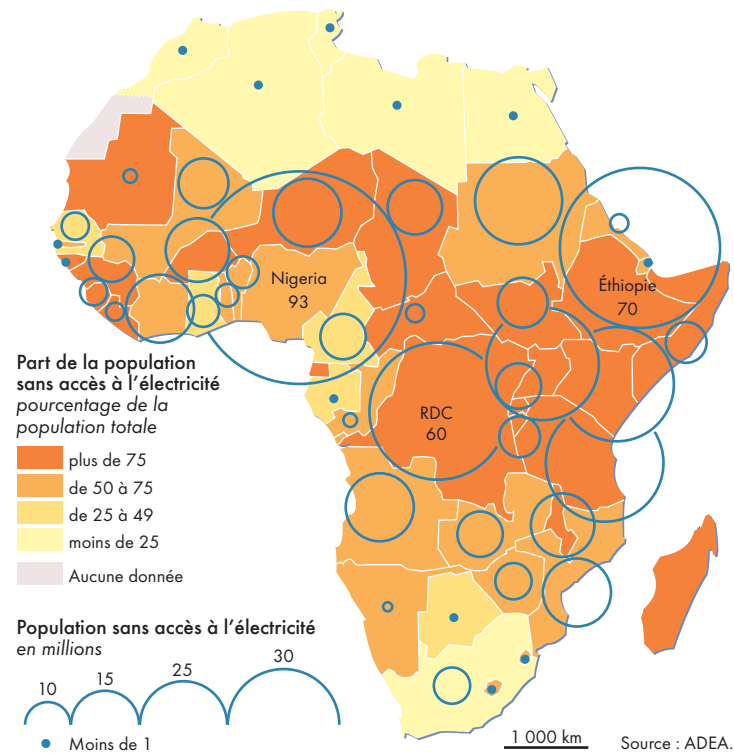 Nigeria
93
Éthiopie
70
RDC
60
Part de la population
sans accès à l'électricité
pourcentage de la
population totale
plus de 75
de 50 à 75
de 25 à 49
moins de 25
Aucune donnée
Population sans accès à l'électricité
en millions
10 15 25 30
Moins de 1
1 000 km
Source : ADEA.